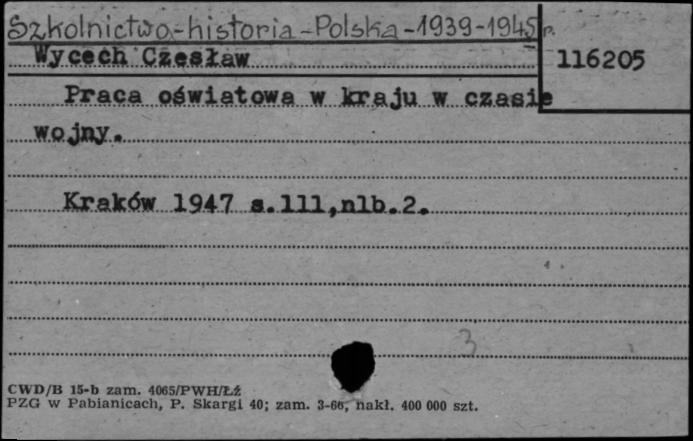 Szkolnictwo-historia-Polska-1939-1945 r.
Wycech Czesław
116205
Praca oświatowa w kraju w czasie
wojny.
Kraków 1947 s.111,nlb.2.
3
CWD/B 15-b zam. 4065/PWH/Łź
PZG w Pabianicach, P. Skargi 40; zam. 3-66, nakł. 400 000 szt.